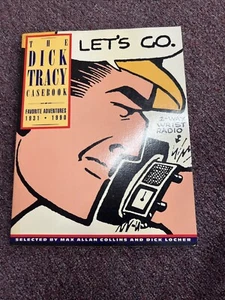 THE
DICK
TRACY
CASEBOOK
FAVORITE ADVENTURES
1931 • 1990
LET'S GO.
2-WAY
WRIST
RADIO
SELECTED BY MAX ALLAN COLLINS AND DICK LOCHER